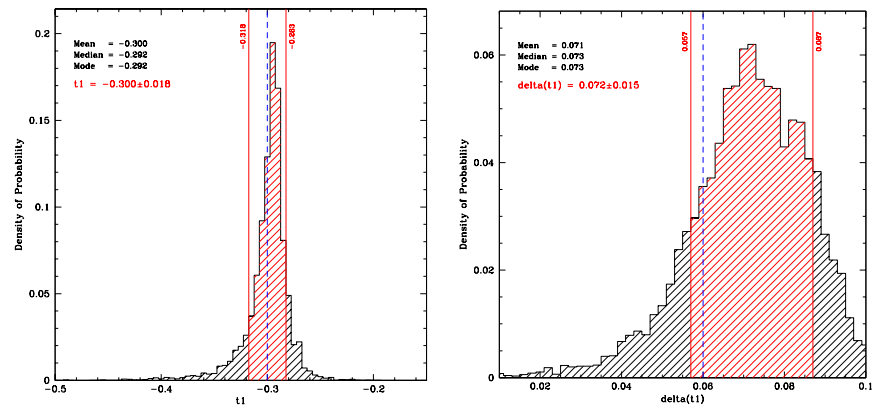 Mean = -0.300
Median = -0.292
Mode = -0.292
t1 = -0.300±0.018
-0.318
-0.283
Density of Probability
0.2
0.15
0.1
0.05
0
-0.5 -0.4 -0.3 -0.2
t1
Mean = 0.071
Median = 0.073
Mode = 0.073
delta(t1) = 0.072±0.015
0.057
0.087
Density of Probability
0.06
0.04
0.02
0
0.02 0.04 0.06 0.08 0.1
delta(t1)